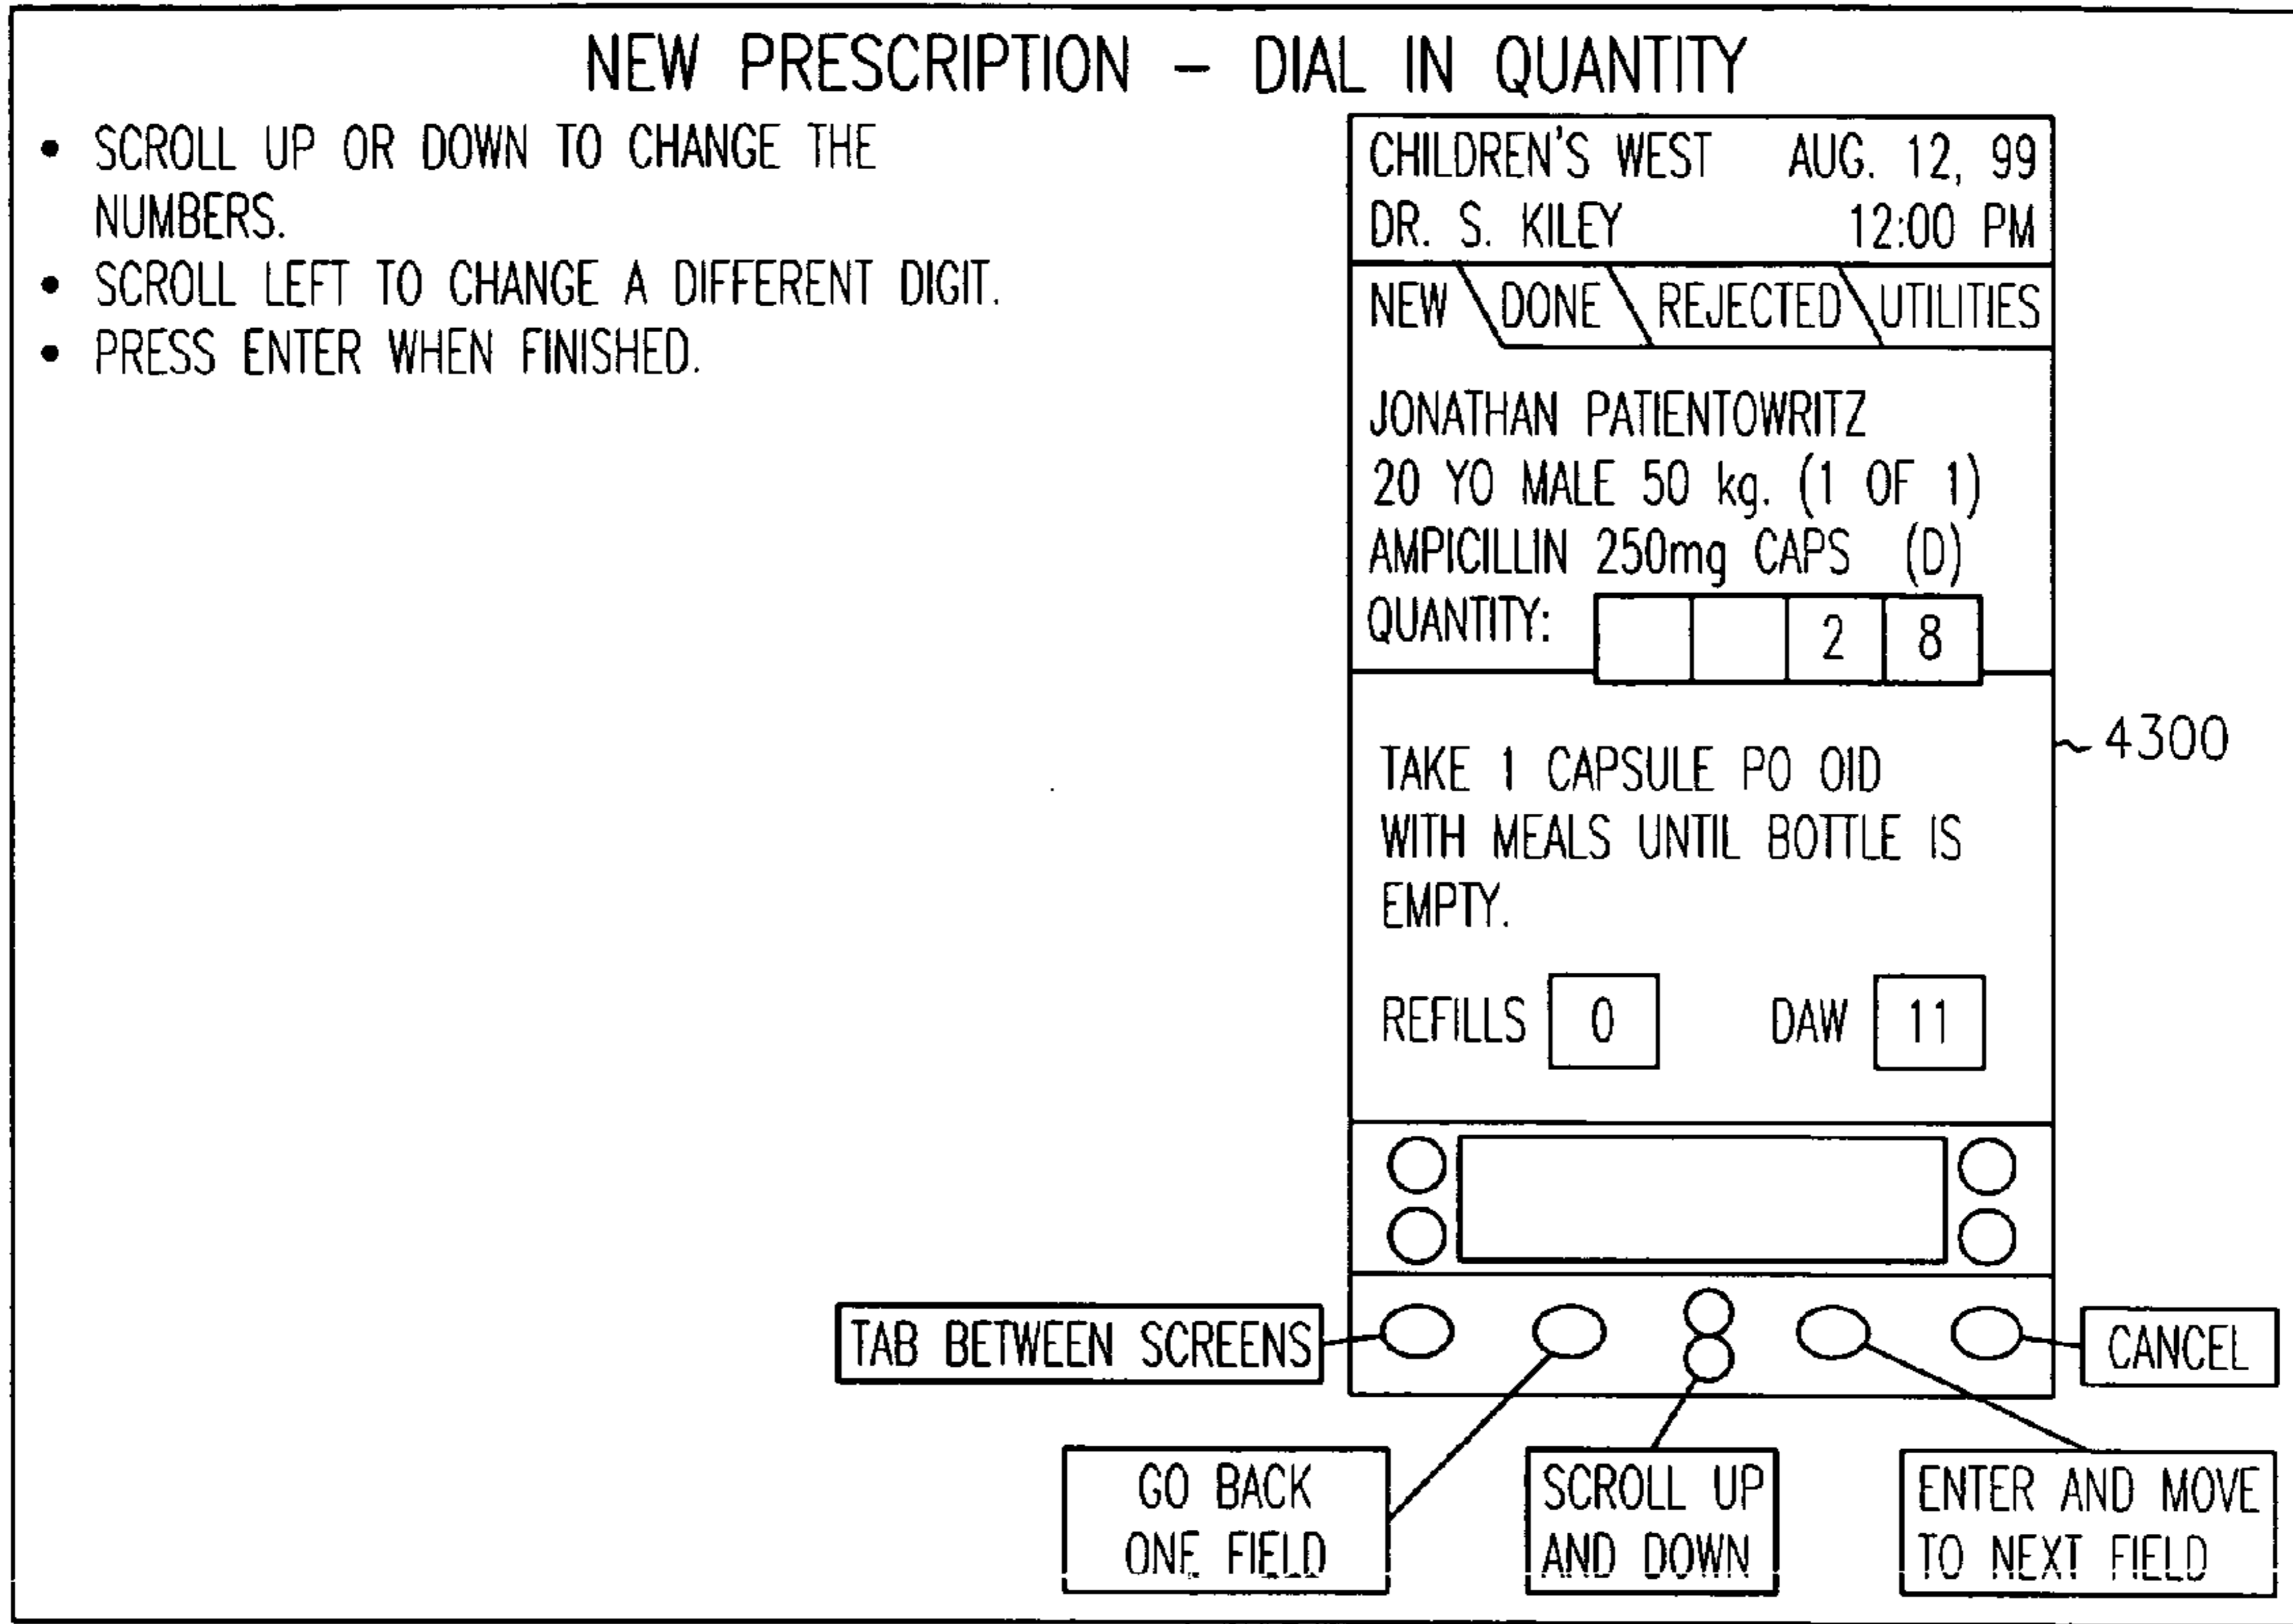 NEW PRESCRIPTION – DIAL IN QUANTITY
• SCROLL UP OR DOWN TO CHANGE THE
NUMBERS.
• SCROLL LEFT TO CHANGE A DIFFERENT DIGIT.
• PRESS ENTER WHEN FINISHED.
CHILDREN'S WEST AUG. 12, 99
DR. S. KILEY 12:00 PM
NEW DONE REJECTED UTILITIES
JONATHAN PATIENTOWRITZ
20 YO MALE 50 kg. (1 OF 1)
AMPICILLIN 250mg CAPS (D)
QUANTITY: 2 8
4300
TAKE 1 CAPSULE PO OID
WITH MEALS UNTIL BOTTLE IS
EMPTY.
REFILLS 0 DAW 11
TAB BETWEEN SCREENS
CANCEL
GO BACK
ONE FIELD
SCROLL UP
AND DOWN
ENTER AND MOVE
TO NEXT FIELD